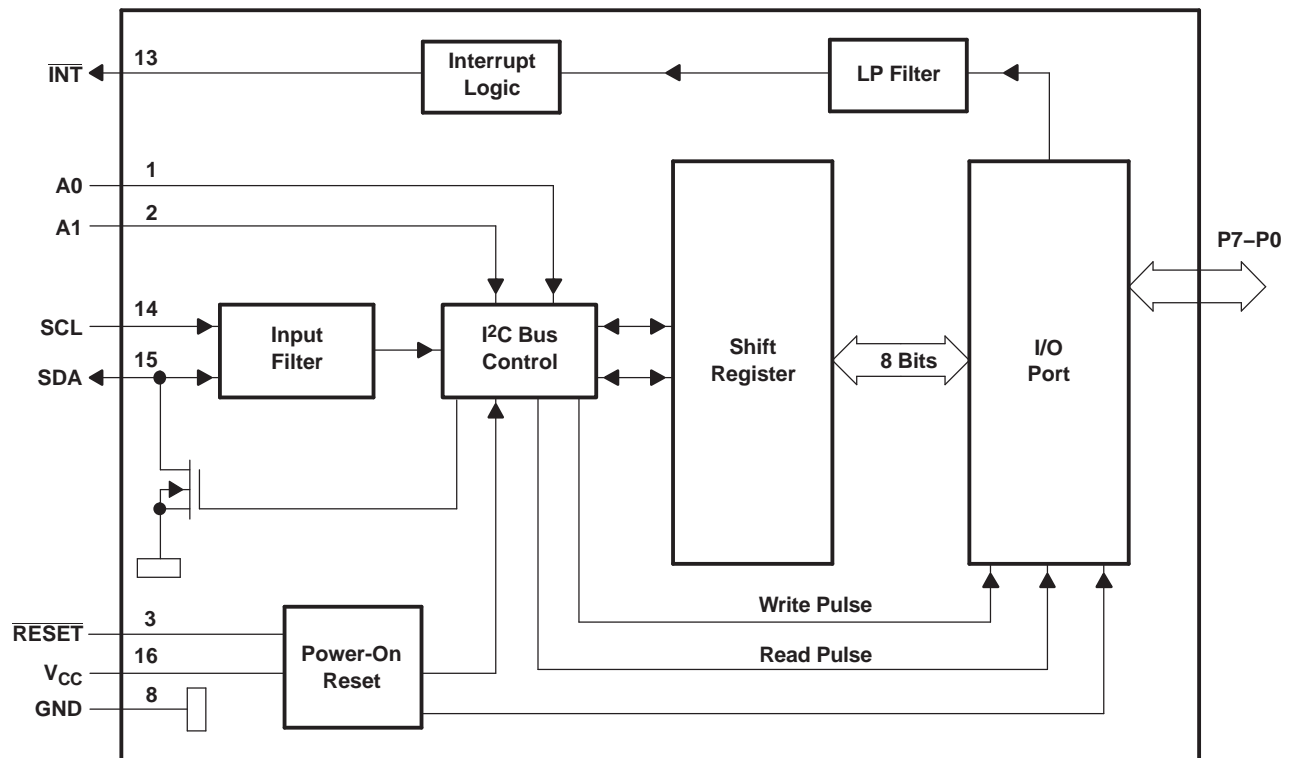 INT
13
Interrupt
Logic
LP Filter
A0
1
A1
2
P7–P0
SCL
14
SDA
15
Input
Filter
I²C Bus
Control
Shift
Register
8 Bits
I/O
Port
Write Pulse
Read Pulse
RESET
3
VCC
16
GND
8
Power-On
Reset